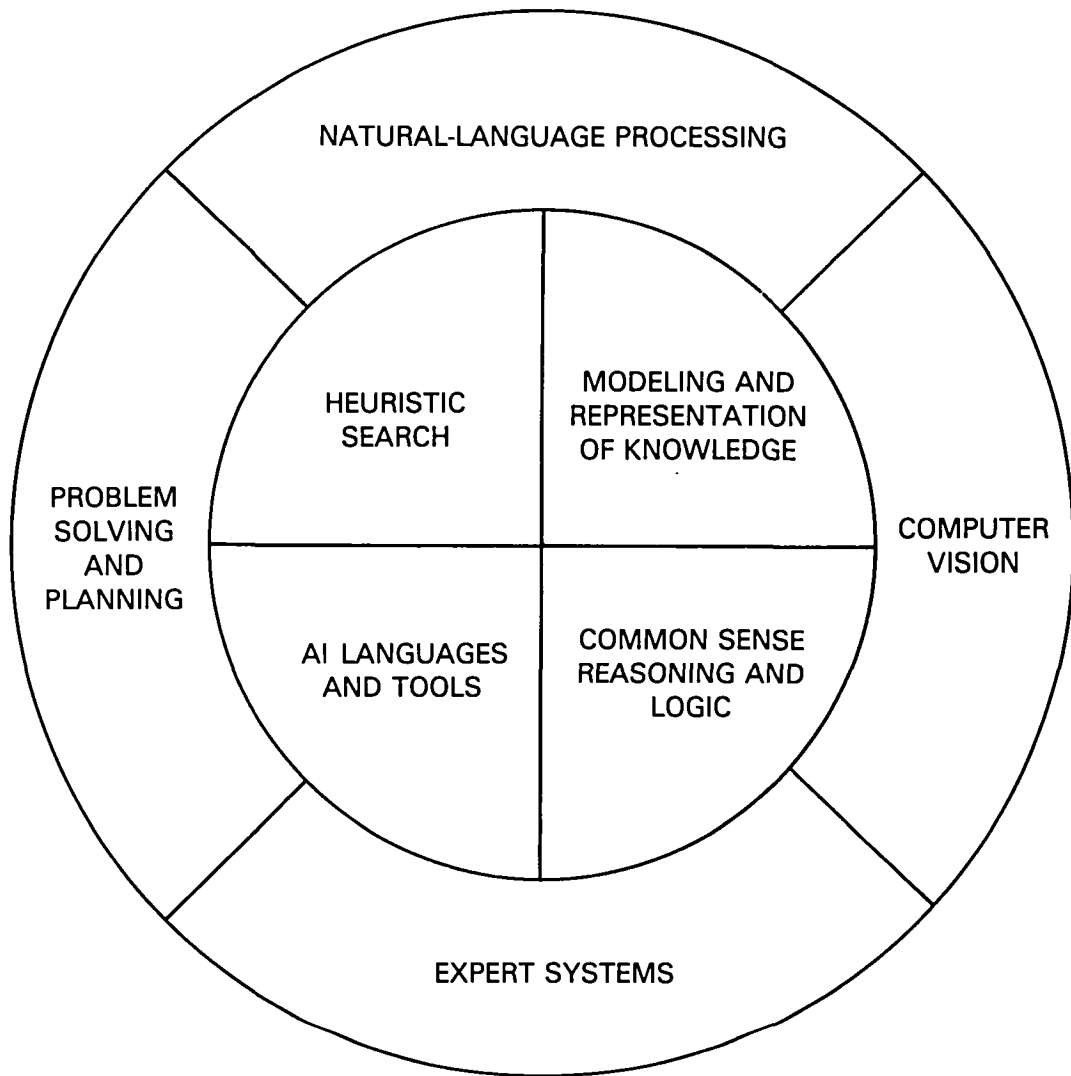 NATURAL-LANGUAGE PROCESSING
HEURISTIC
SEARCH
MODELING AND
REPRESENTATION
OF KNOWLEDGE
PROBLEM
SOLVING
AND
PLANNING
COMPUTER
VISION
AI LANGUAGES
AND TOOLS
COMMON SENSE
REASONING AND
LOGIC
EXPERT SYSTEMS